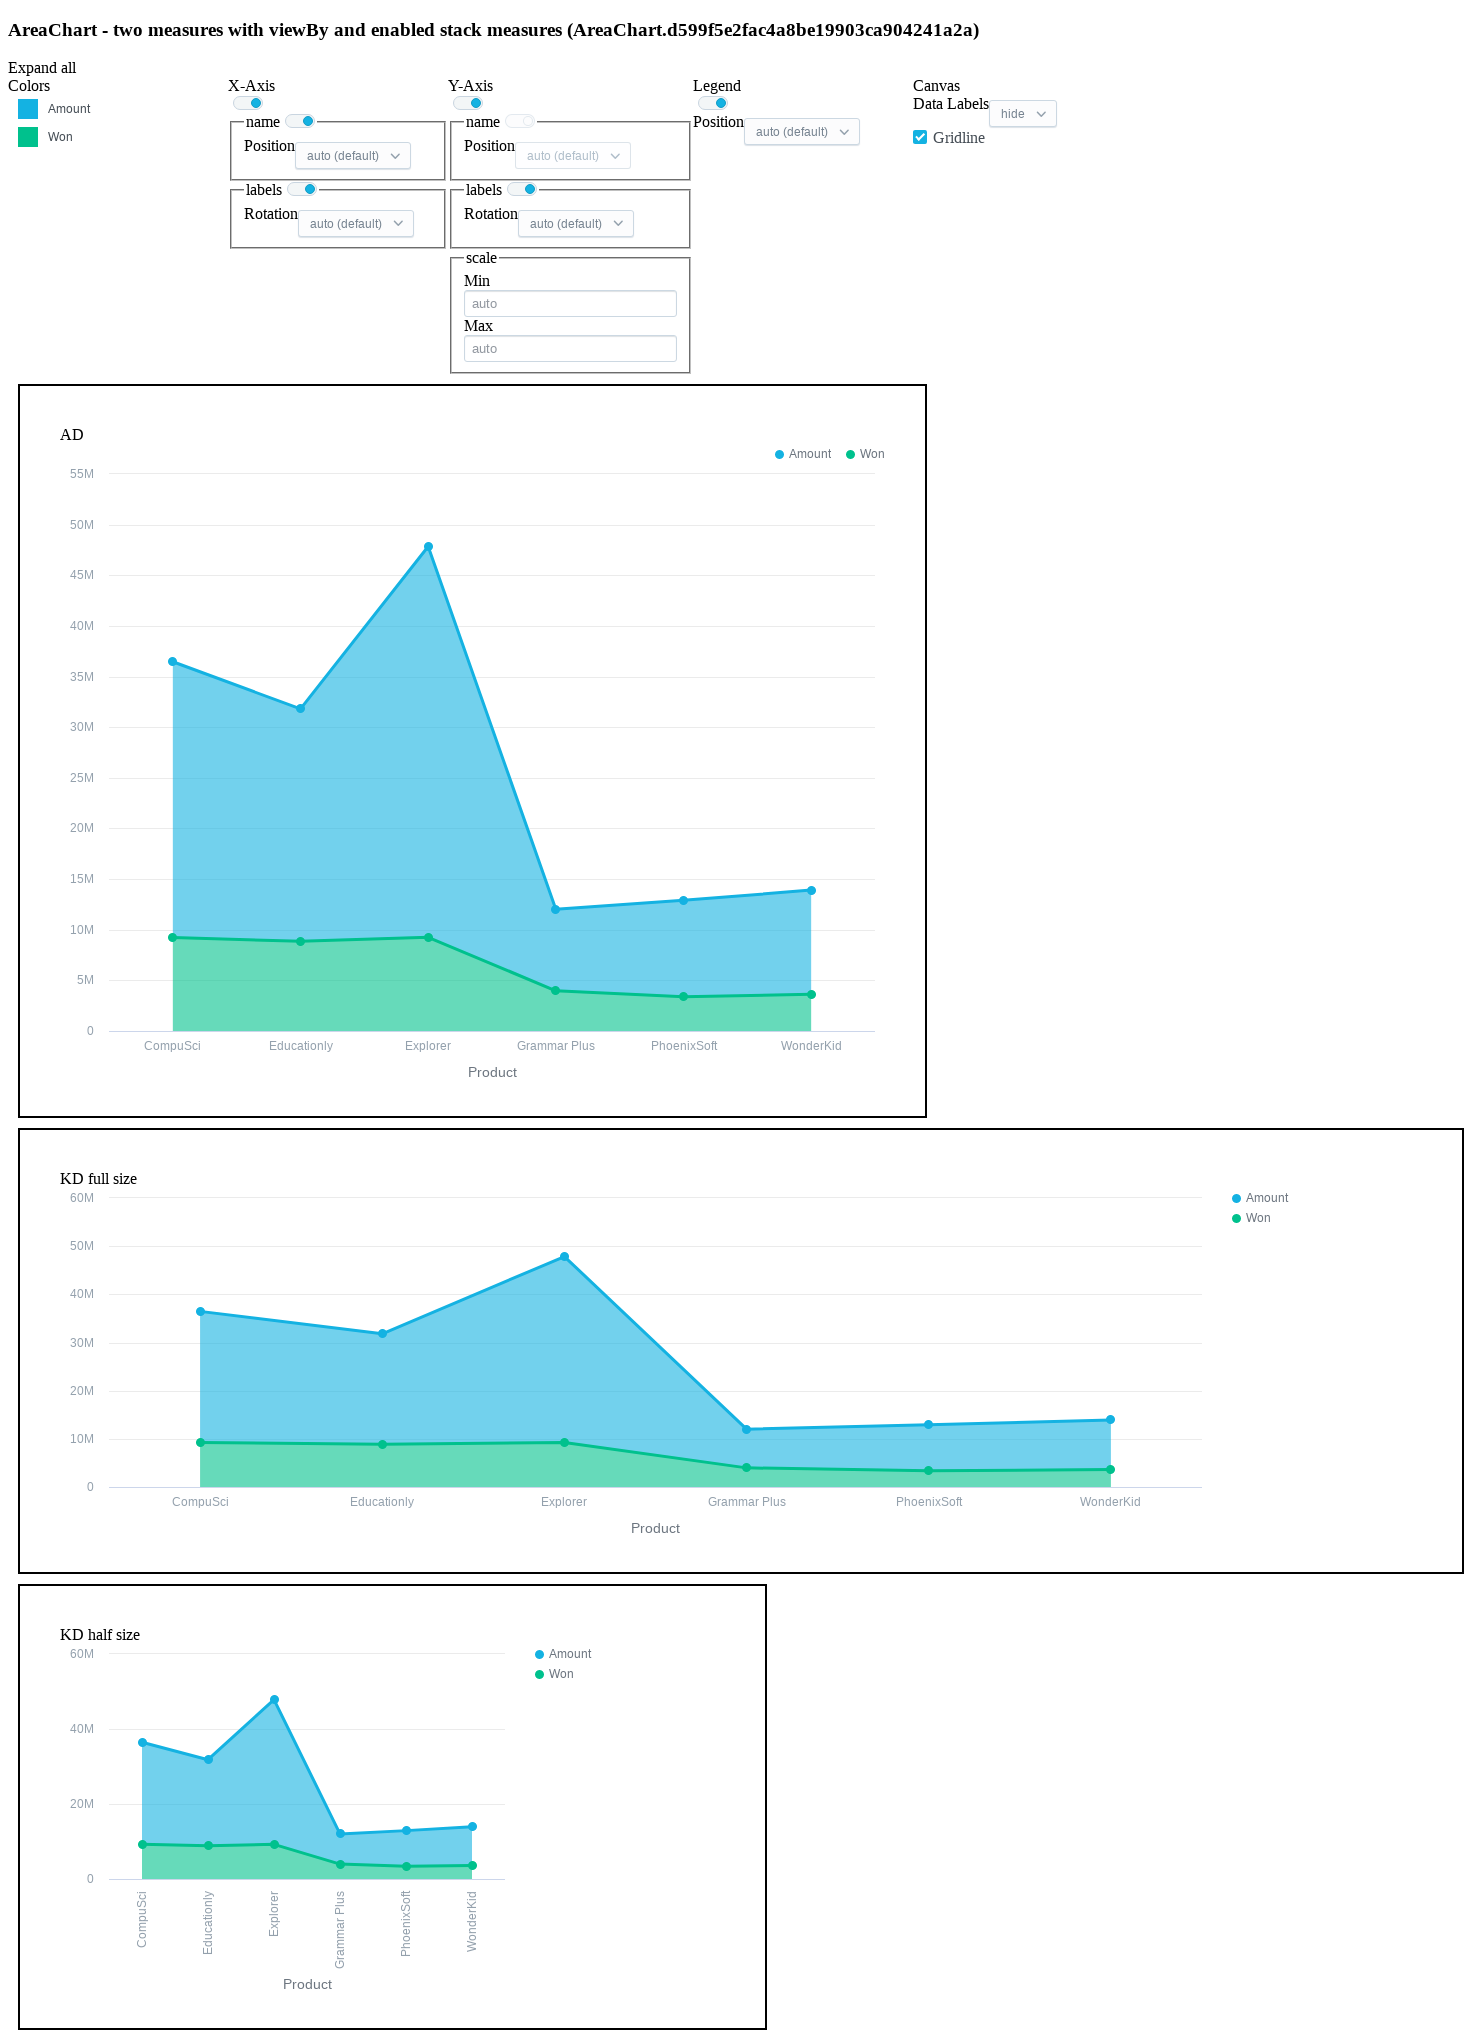 AreaChart - two measures with viewBy and enabled stack measures (AreaChart.d599f5e2fac4a8be19903ca904241a2a)
Expand all
Colors
Amount
Won
X-Axis
name
Position auto (default)
labels
Rotation auto (default)
Y-Axis
name
Position auto (default)
labels
Rotation auto (default)
scale
Min
auto
Max
auto
Legend
Position auto (default)
Canvas
Data Labels hide
Gridline
AD
Amount Won
55M
50M
45M
40M
35M
30M
25M
20M
15M
10M
5M
0
CompuSci Educationly Explorer Grammar Plus PhoenixSoft WonderKid
Product
KD full size
Amount
Won
60M
50M
40M
30M
20M
10M
0
CompuSci Educationly Explorer Grammar Plus PhoenixSoft WonderKid
Product
KD half size
Amount
Won
60M
40M
20M
0
CompuSci
Educationly
Explorer
Grammar Plus
PhoenixSoft
WonderKid
Product